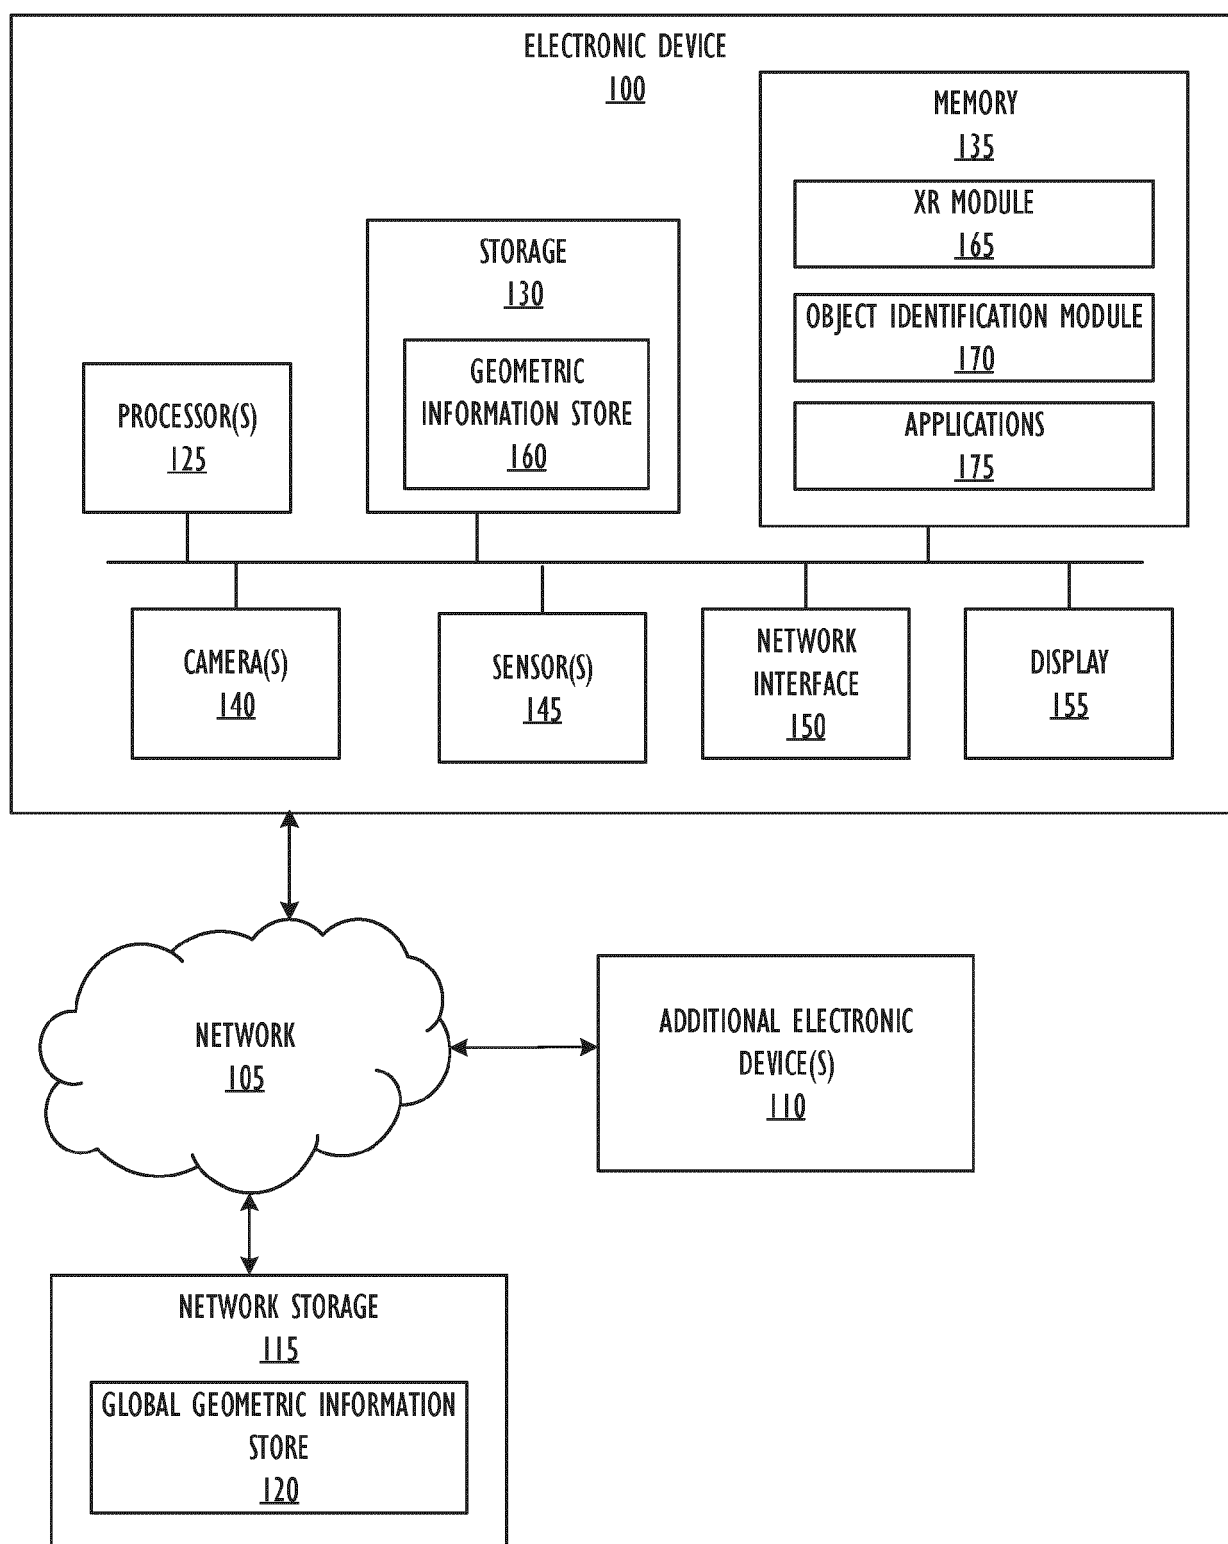 ELECTRONIC DEVICE
100
MEMORY
135
XR MODULE
165
OBJECT IDENTIFICATION MODULE
170
APPLICATIONS
175
STORAGE
130
GEOMETRIC
INFORMATION STORE
160
PROCESSOR(S)
125
CAMERA(S)
140
SENSOR(S)
145
NETWORK
INTERFACE
150
DISPLAY
155
NETWORK
105
ADDITIONAL ELECTRONIC
DEVICE(S)
110
NETWORK STORAGE
115
GLOBAL GEOMETRIC INFORMATION
STORE
120